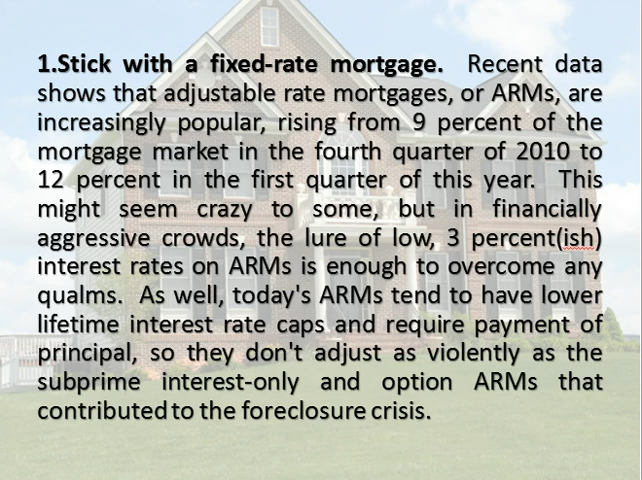 1.Stick with a fixed-rate mortgage. Recent data
shows that adjustable rate mortgages, or ARMs, are
increasingly popular, rising from 9 percent of the
mortgage market in the fourth quarter of 2010 to
12 percent in the first quarter of this year. This
might seem crazy to some, but in financially
aggressive crowds, the lure of low, 3 percent(ish)
interest rates on ARMs is enough to overcome any
qualms. As well, today's ARMs tend to have lower
lifetime interest rate caps and require payment of
principal, so they don't adjust as violently as the
subprime interest-only and option ARMs that
contributed to the foreclosure crisis.